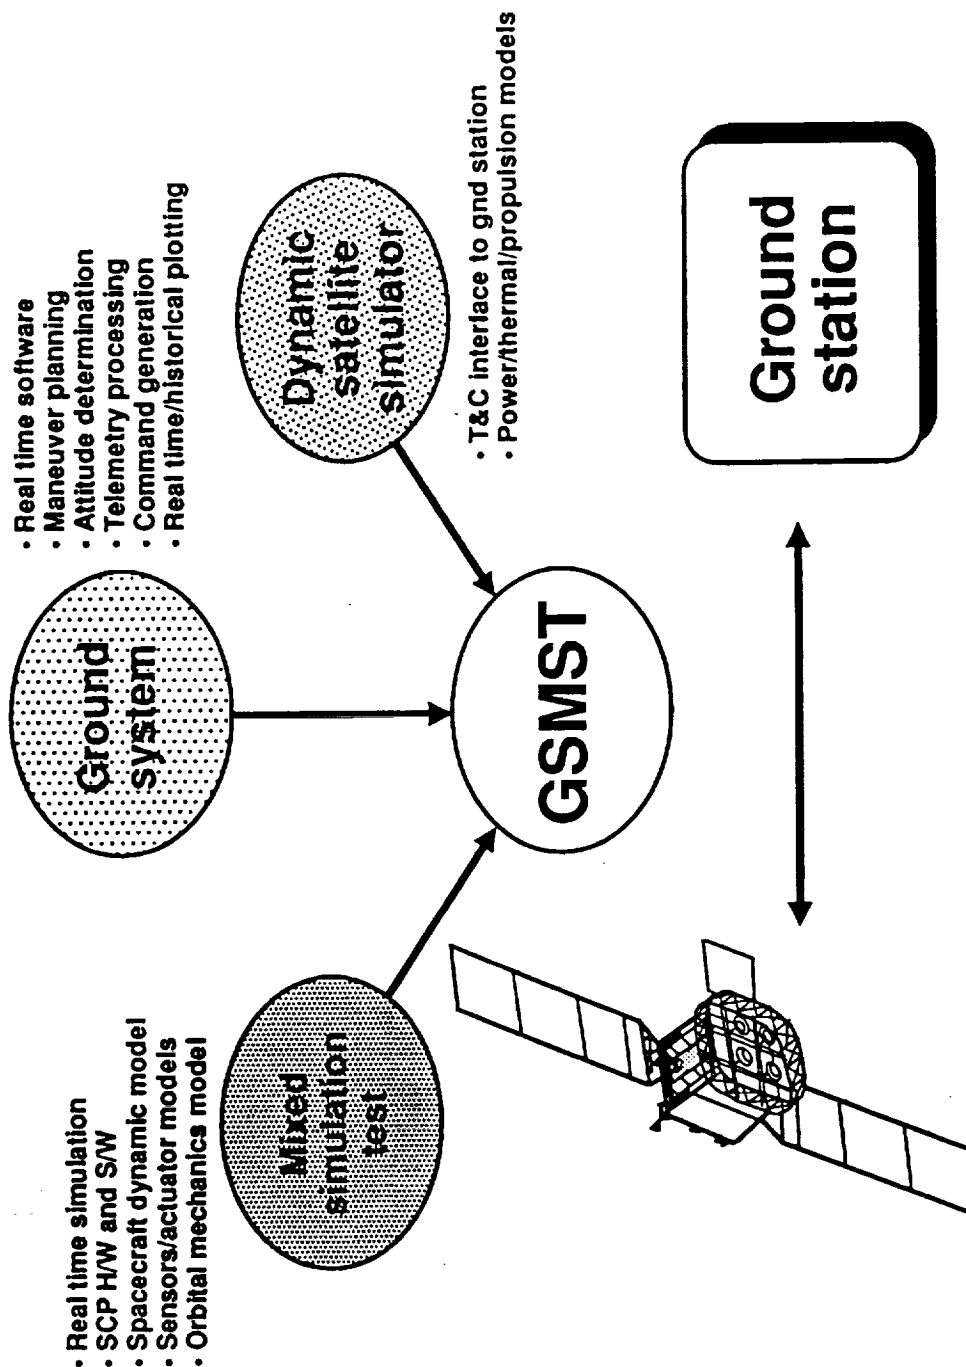 • Real time software
• Maneuver planning
• Attitude determination
• Telemetry processing
• Command generation
• Real time/historical plotting
Ground
system
• Real time simulation
• SCP H/W and S/W
• Spacecraft dynamic model
• Sensors/actuator models
• Orbital mechanics model
Mixed
simulation
test
Dynamic
satellite
simulator
• T&C interlace to gnd station
• Power/thermal/propulsion models
GSMST
Ground
station